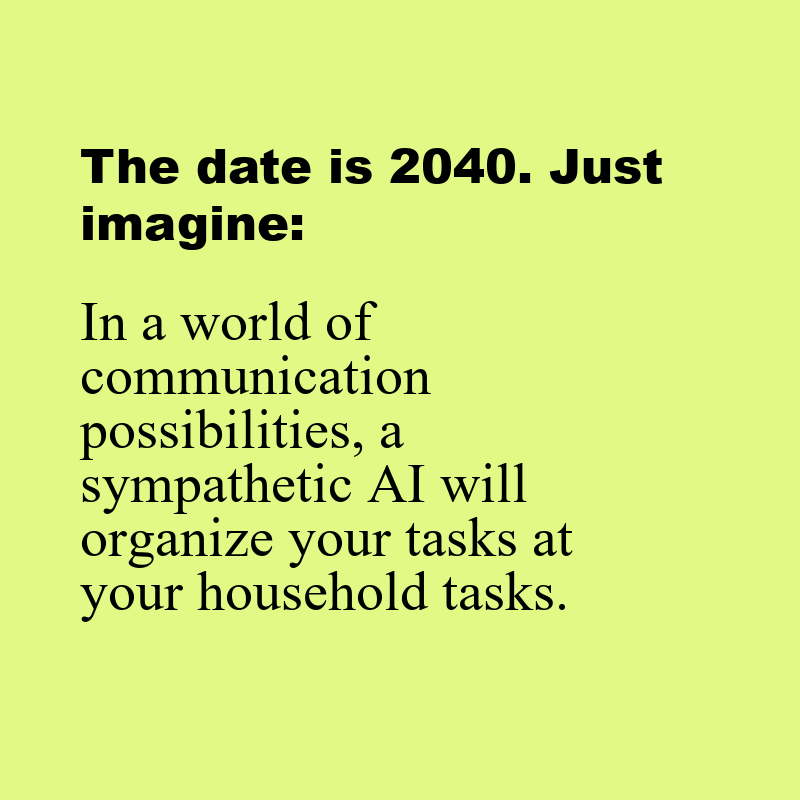 The date is 2040. Just
imagine:
In a world of
communication
possibilities, a
sympathetic AI will
organize your tasks at
your household tasks.